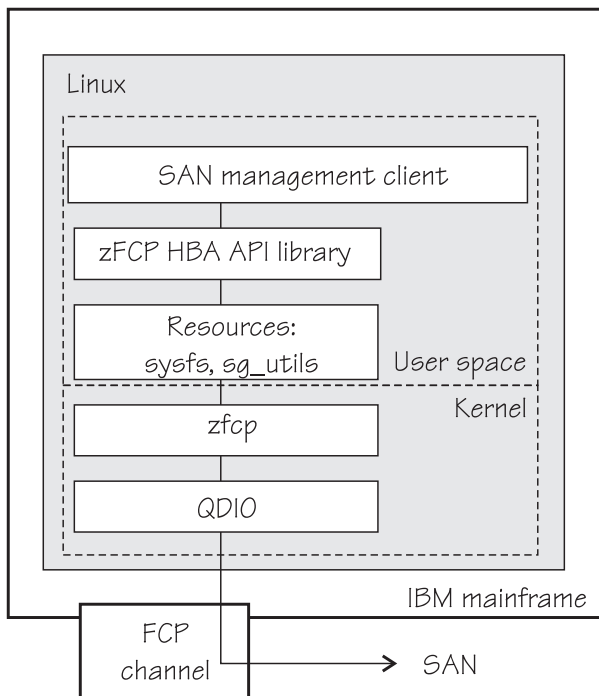 Linux
SAN management client
zFCP HBA API library
Resources:
sysfs, sg_utils
User space
Kernel
zfcp
QDIO
IBM mainframe
FCP
channel
SAN